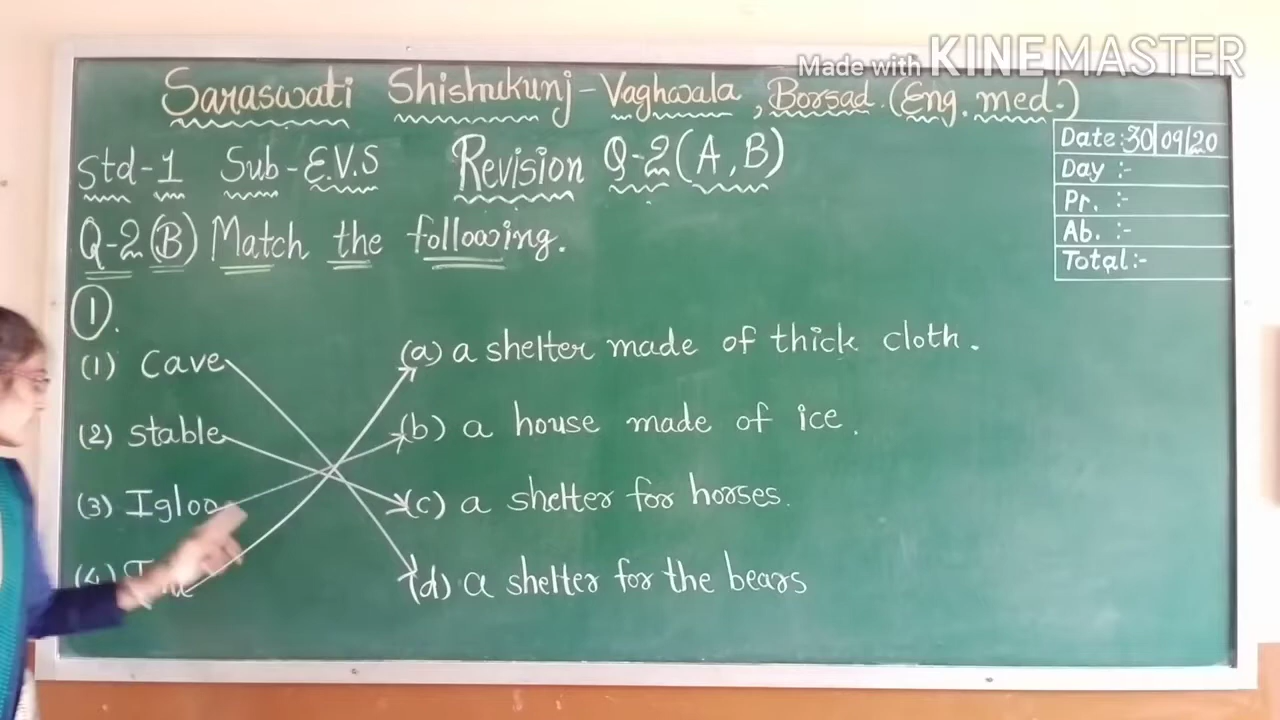 Made with KINEMASTER
Saraswati Shishukunj-Vaghwala, Borsad. (Eng. med.)
Date:30/09/20
Day :-
Pr. :-
Ab. :-
Total:-
Std-1 Sub-E.V.S Revision Q-2(A,B)
Q-2(B) Match the following.
1.
(1) Cave (a) a shelter made of thick cloth.
(2) stable (b) a house made of ice.
(3) Igloo (c) a shelter for horses.
(4) (d) a shelter for the bears